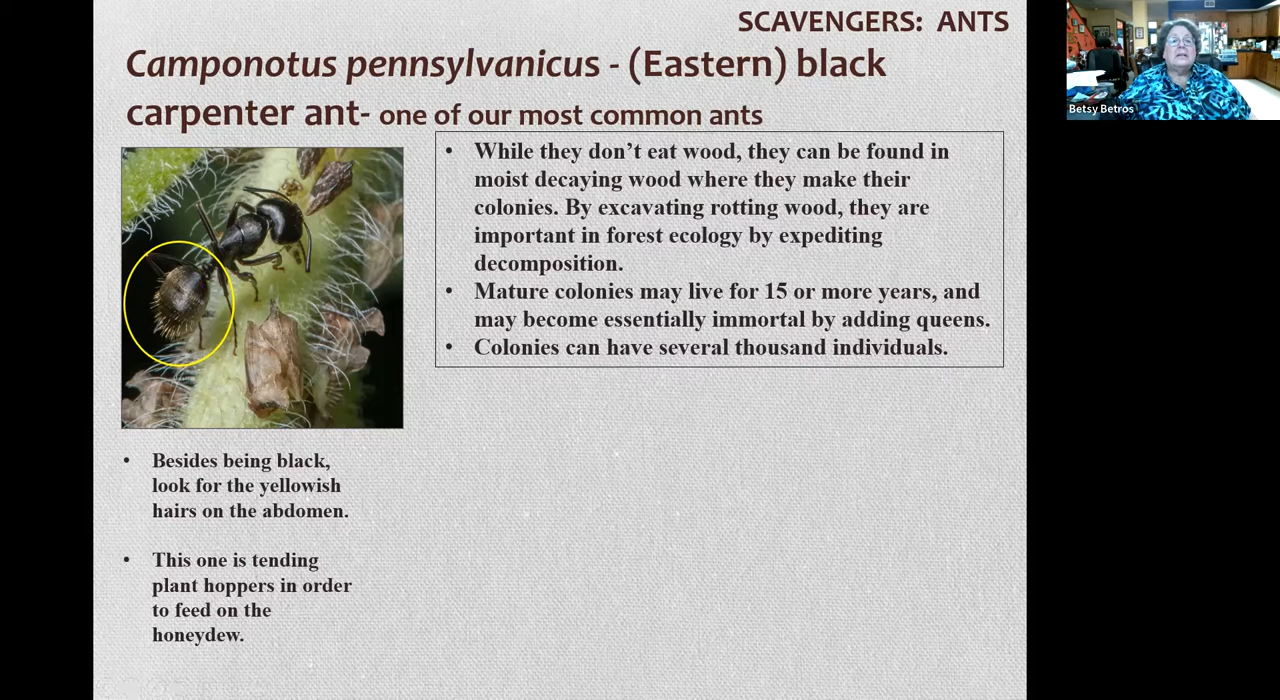 SCAVENGERS: ANTS
Camponotus pennsylvanicus - (Eastern) black
carpenter ant- one of our most common ants
• While they don't eat wood, they can be found in
moist decaying wood where they make their
colonies. By excavating rotting wood, they are
important in forest ecology by expediting
decomposition.
• Mature colonies may live for 15 or more years, and
may become essentially immortal by adding queens.
• Colonies can have several thousand individuals.
• Besides being black,
look for the yellowish
hairs on the abdomen.
• This one is tending
plant hoppers in order
to feed on the
honeydew.
Betsy Betros